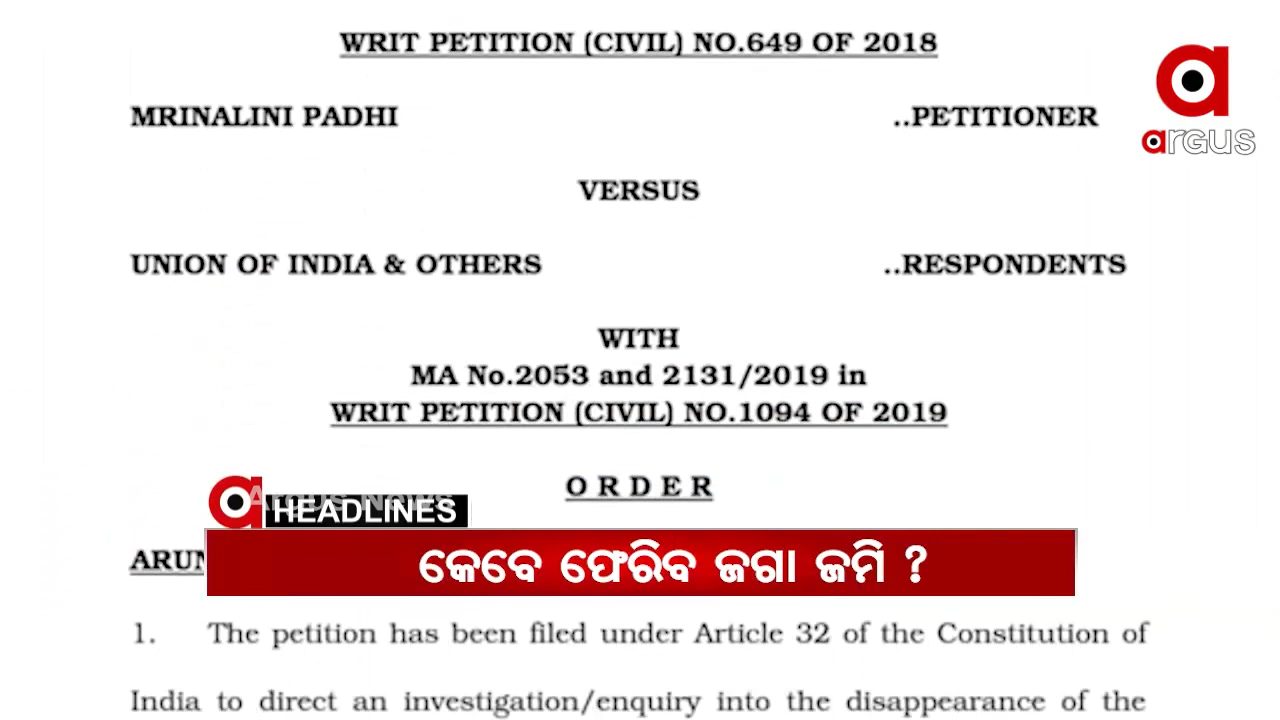 WRIT PETITION (CIVIL) NO.649 OF 2018
MRINALINI PADHI ..PETITIONER
argus
VERSUS
UNION OF INDIA & OTHERS ..RESPONDENTS
WITH
MA No.2053 and 2131/2019 in
WRIT PETITION (CIVIL) NO.1094 OF 2019
O R D E R
Argus News
HEADLINES
କେବେ ଫେରିବ ଜଗା ଜମି ?
ARUN
1. The petition has been filed under Article 32 of the Constitution of
India to direct an investigation/enquiry into the disappearance of the